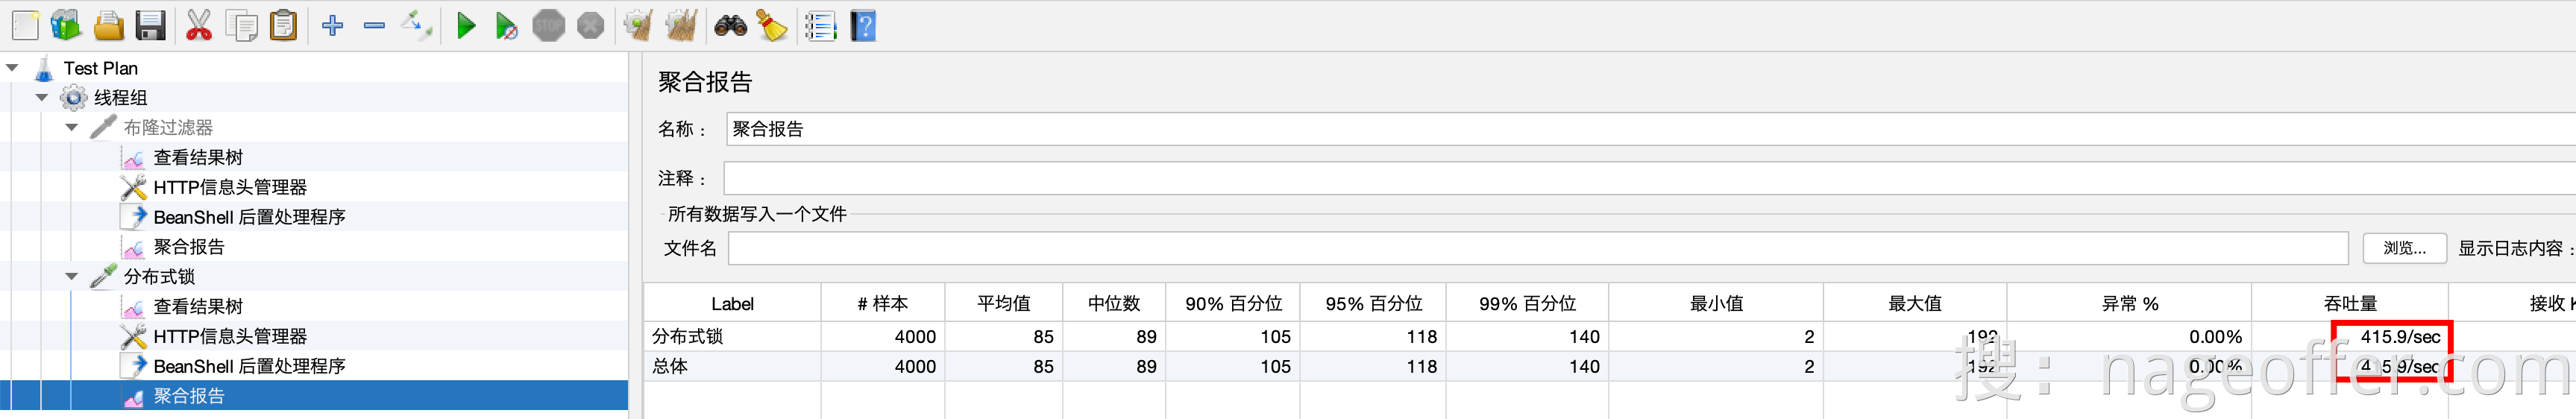 STOP
Test Plan
线程组
布隆过滤器
查看结果树
HTTP信息头管理器
BeanShell 后置处理程序
聚合报告
分布式锁
查看结果树
HTTP信息头管理器
BeanShell 后置处理程序
聚合报告
聚合报告
名称： 聚合报告
注释：
所有数据写入一个文件
文件名 浏览... 显示日志内容：
Label # 样本 平均值 中位数 90% 百分位 95% 百分位 99% 百分位 最小值 最大值 异常 % 吞吐量 接收 K
分布式锁 4000 85 89 105 118 140 2 192 0.00% 415.9/sec
总体 4000 85 89 105 118 140 2 192 0.00% 415.9/sec
搜：nageoffer.com